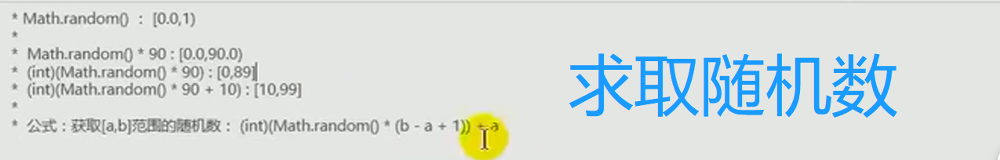 * Math.random() : [0.0,1)
*
* Math.random() * 90 : [0.0,90.0)
* (int)(Math.random() * 90) : [0,89]
* (int)(Math.random() * 90 + 10) : [10,99]
*
* 公式：获取[a,b]范围的随机数： (int)(Math.random() * (b - a + 1)) + a
求取随机数